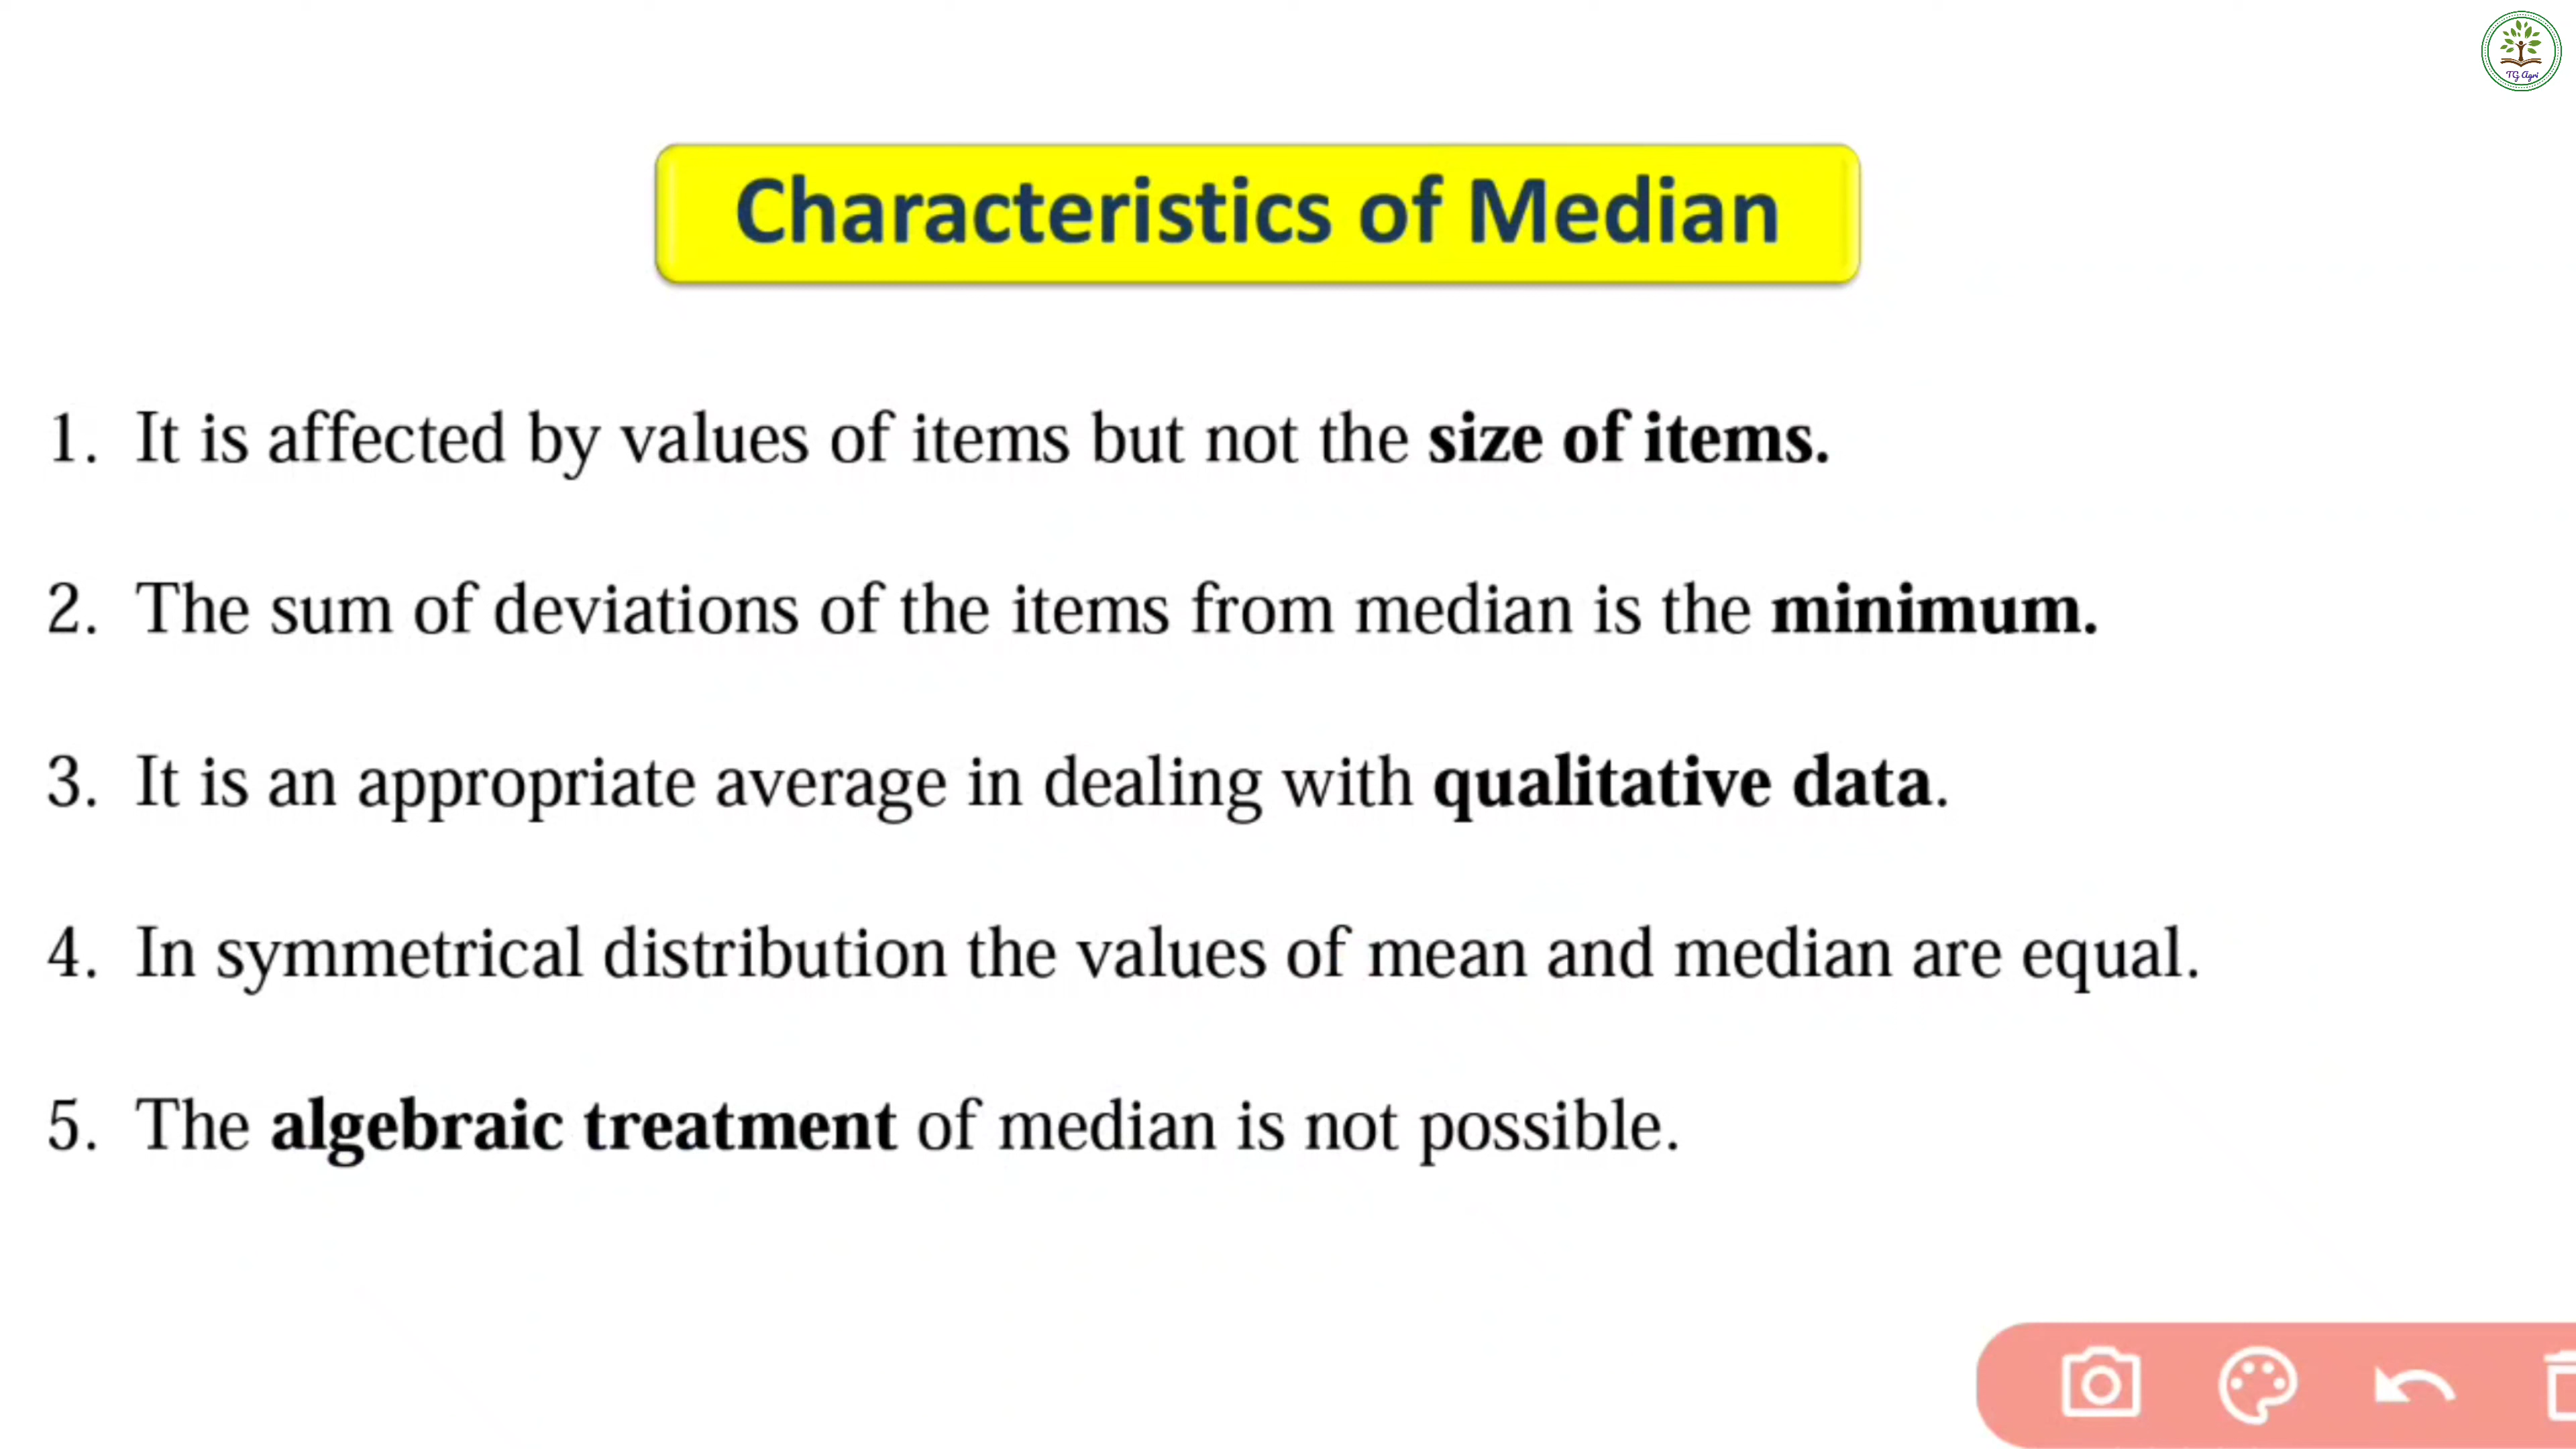 TG Agri
Characteristics of Median
1. It is affected by values of items but not the size of items.
2. The sum of deviations of the items from median is the minimum.
3. It is an appropriate average in dealing with qualitative data.
4. In symmetrical distribution the values of mean and median are equal.
5. The algebraic treatment of median is not possible.